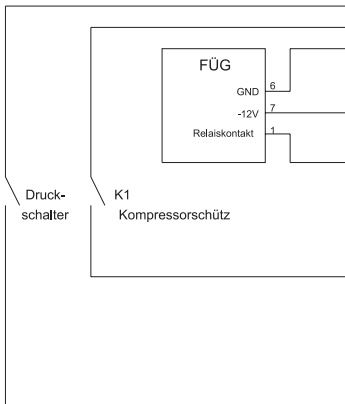 FÜG
GND 6
-12V 7
Relaiskontakt 1
Druck-
schalter
K1
Kompressorschütz